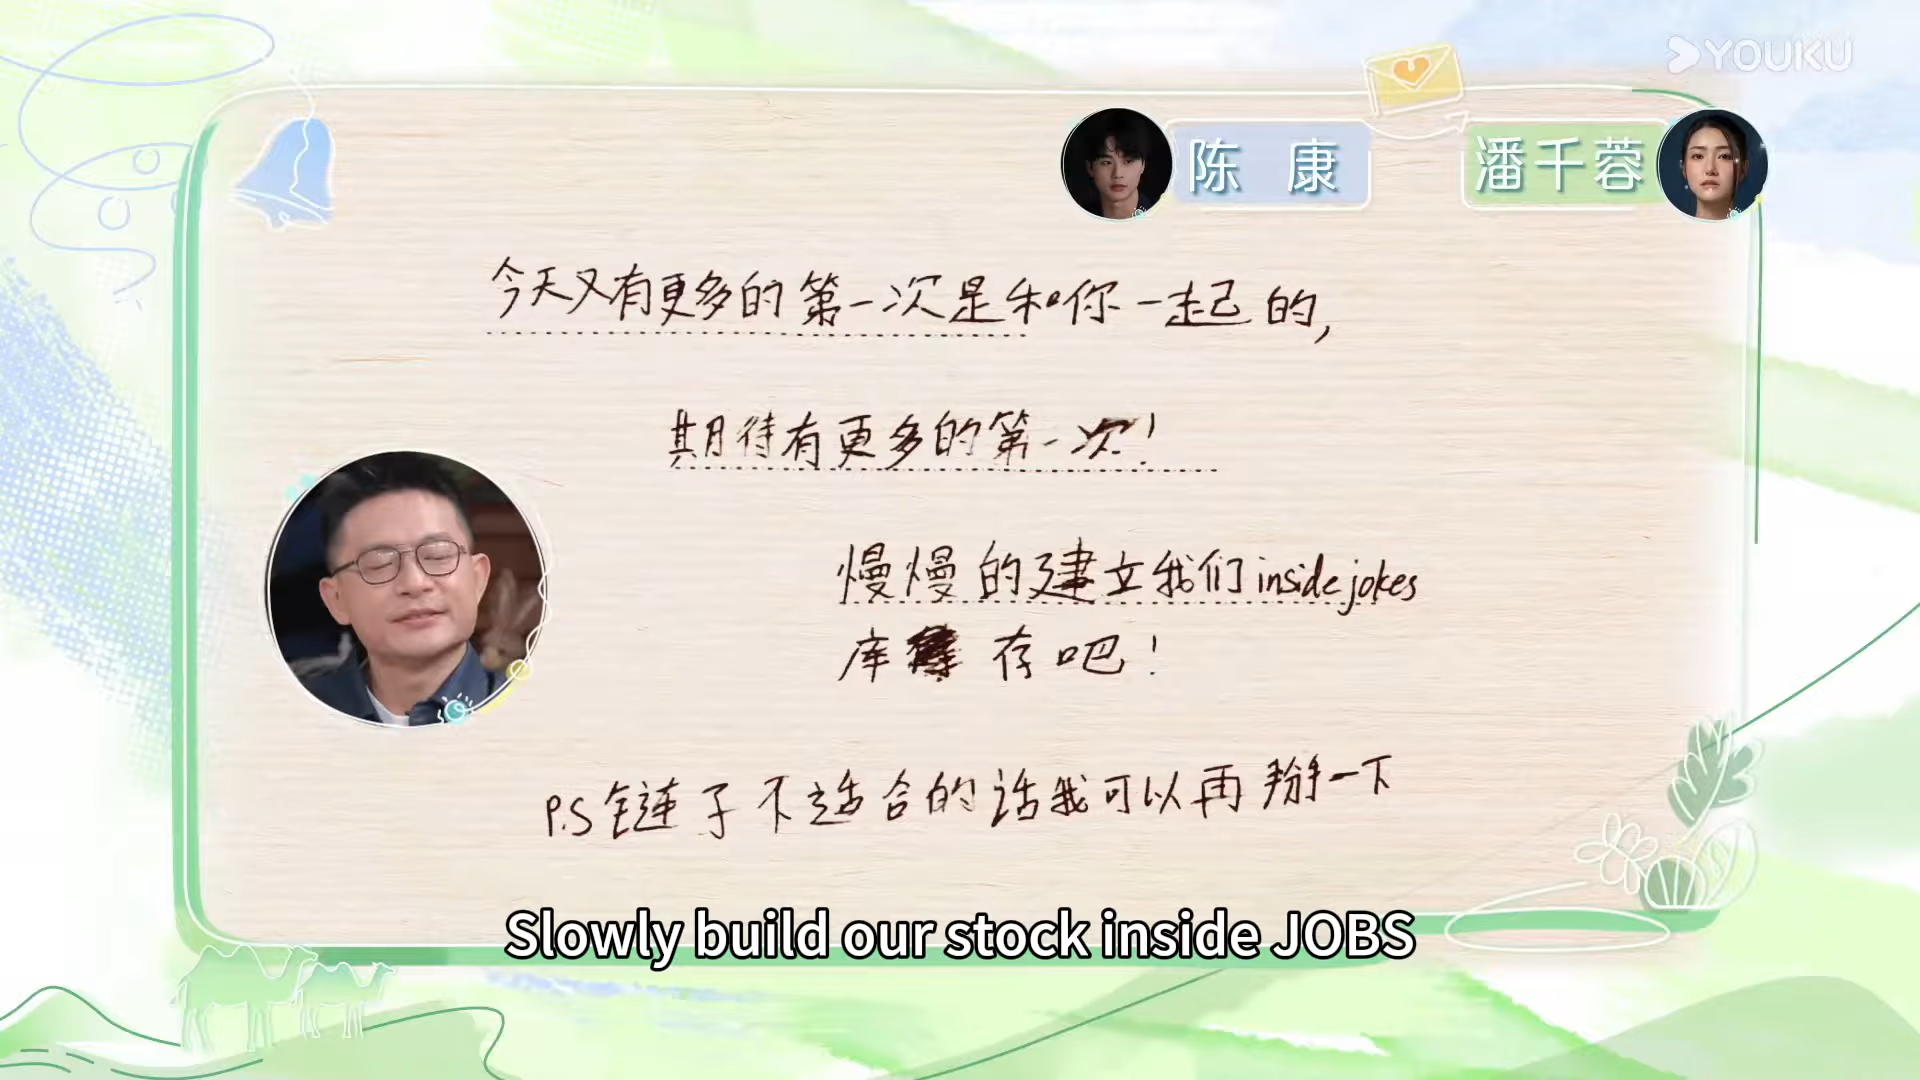 YOUKU
陈 康
潘千蓉
今天又有更多的第一次是和你一起的,
期待有更多的第一次!
慢慢的建立我们inside jokes
库 存吧!
P.S链子不适合的话我可以再掰一下
Slowly build our stock inside JOBS